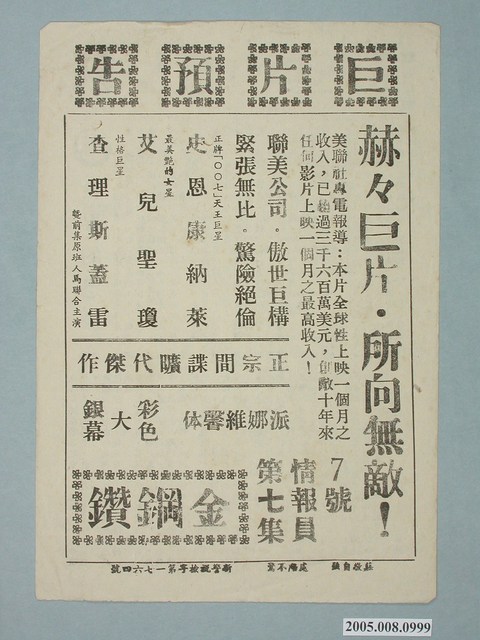 巨片預告
赫々巨片・所向無敵！
美聯社專電報導：本片全球性上映一個月之
收入，已超過三千六百萬美元，創破十年來
任何影片上映一個月之最高收入！
聯美公司。傲世巨構
緊張無比。驚險絕倫
正牌「〇〇七」天王巨星
史恩康納萊
最美艷的女星
艾兒聖瓊
性格巨星
查理斯蓋雷
暨前集原班人馬聯合主演
正宗間諜曠代傑作
派娜維馨体
彩色
大
銀幕
7號
情報員
第七集
金鋼鑽
新警視檢字第一七六四號
2005.008.0999